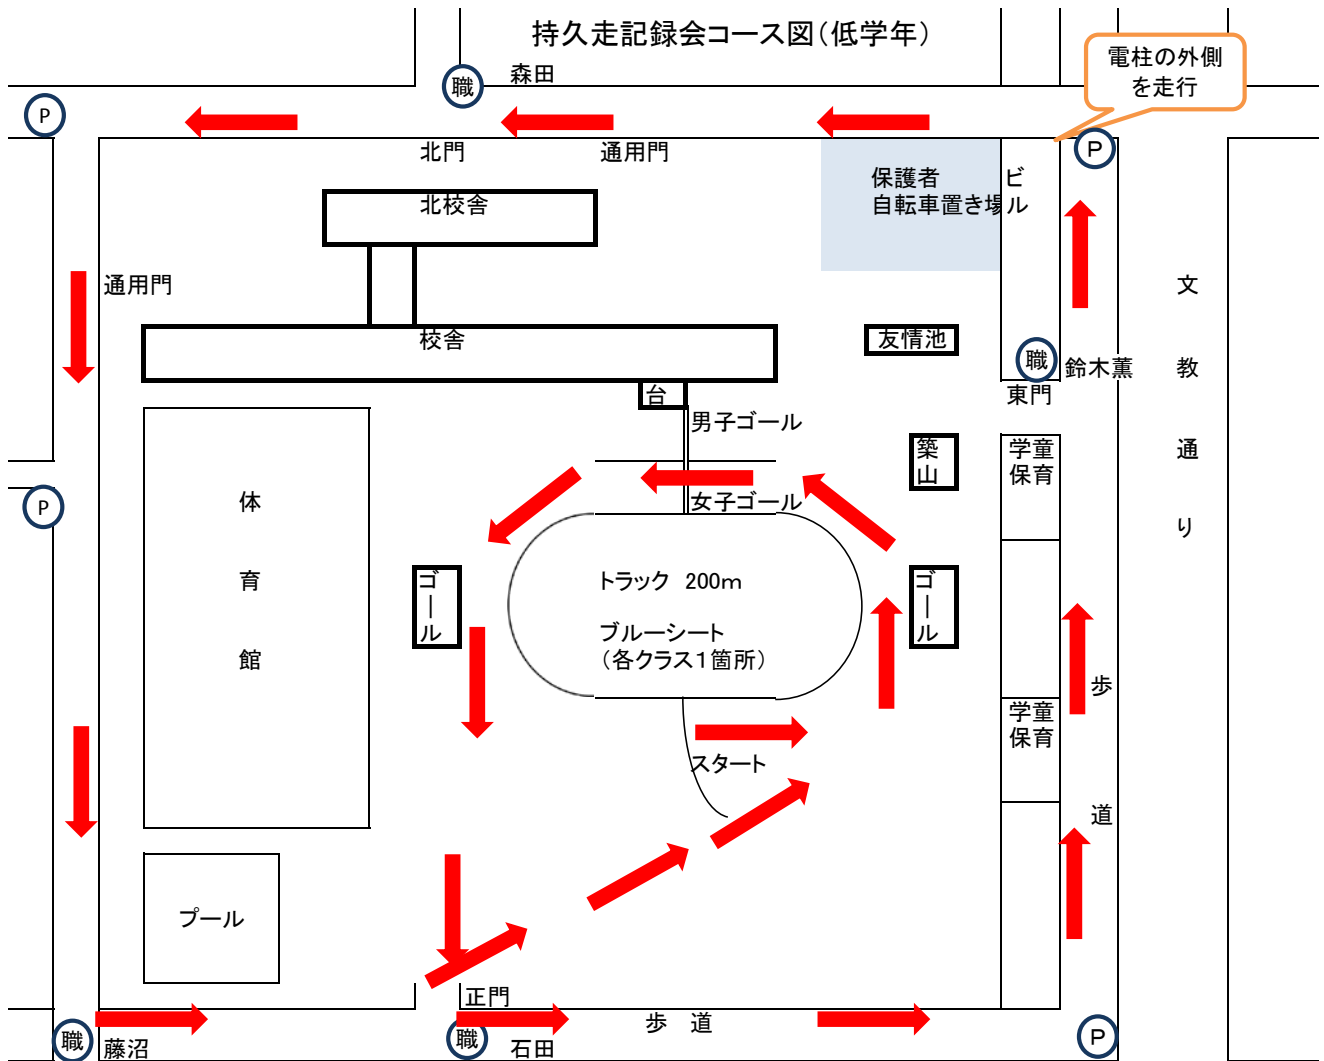 持久走記録会コース図（低学年）
電柱の外側
を走行
職
森田
P
P
北門
通用門
保護者
自転車置き場
ビル
北校舎
通用門
文教通り
校舎
友情池
職
鈴木薫
東門
台
男子ゴール
築山
学童
保育
女子ゴール
P
体育館
ゴール
トラック 200m
ゴール
ブルーシート
（各クラス１箇所）
歩道
学童
保育
スタート
プール
正門
歩 道
職
藤沼
職
石田
P